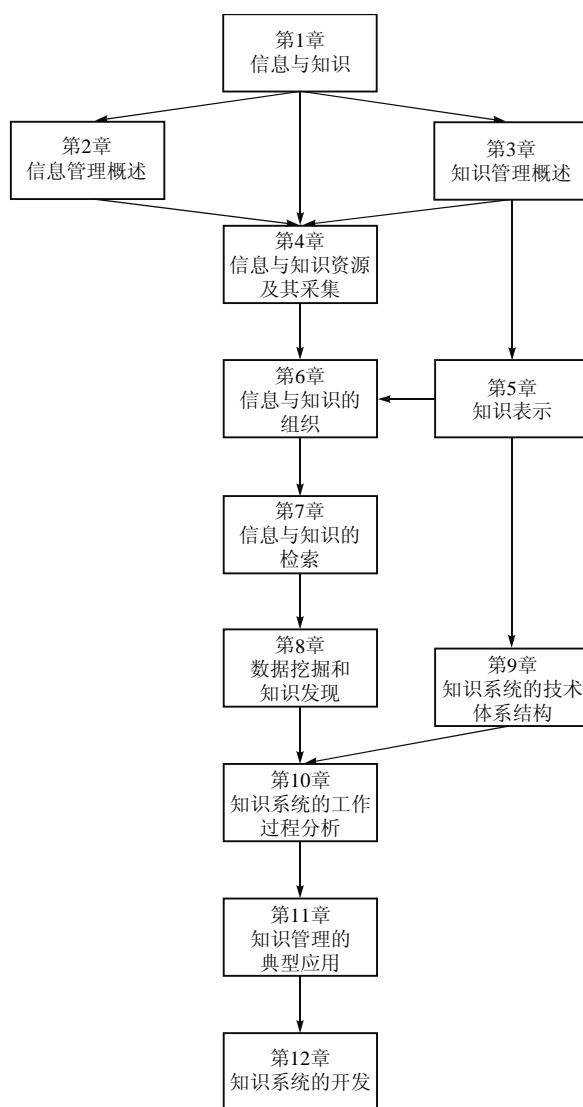 第1章
信息与知识
第2章
信息管理概述
第3章
知识管理概述
第4章
信息与知识资源
及其采集
第6章
信息与知识的
组织
第5章
知识表示
第7章
信息与知识的
检索
第8章
数据挖掘和
知识发现
第9章
知识系统的技术
体系结构
第10章
知识系统的工作
过程分析
第11章
知识管理的
典型应用
第12章
知识系统的开发